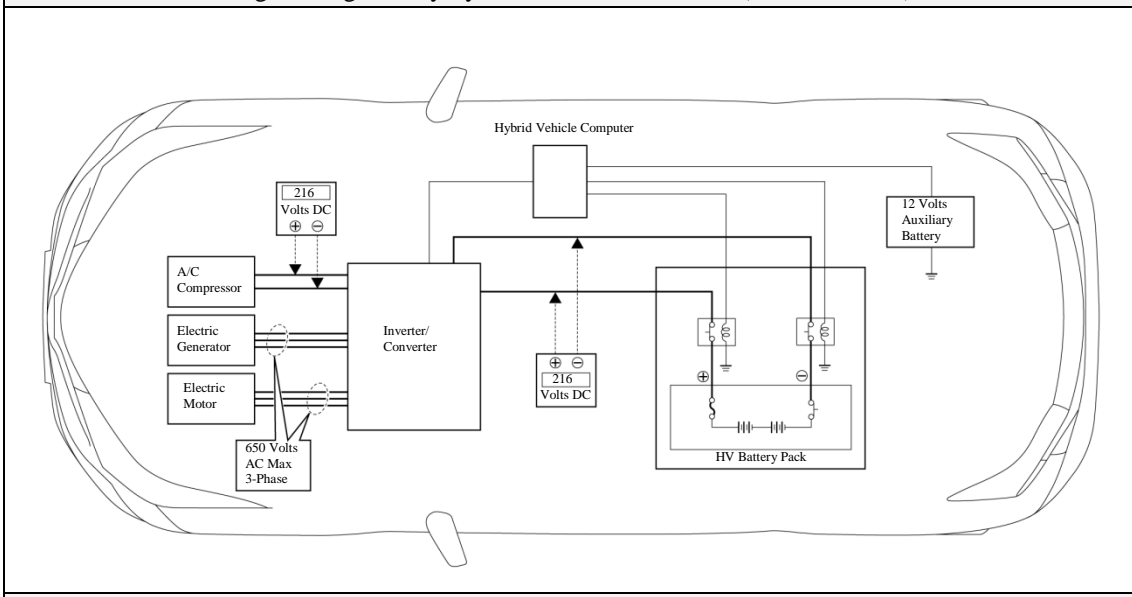 Hybrid Vehicle Computer
216
Volts DC
12 Volts
Auxiliary
Battery
A/C
Compressor
Electric
Generator
Inverter/
Converter
216
Volts DC
Electric
Motor
650 Volts
AC Max
3-Phase
HV Battery Pack